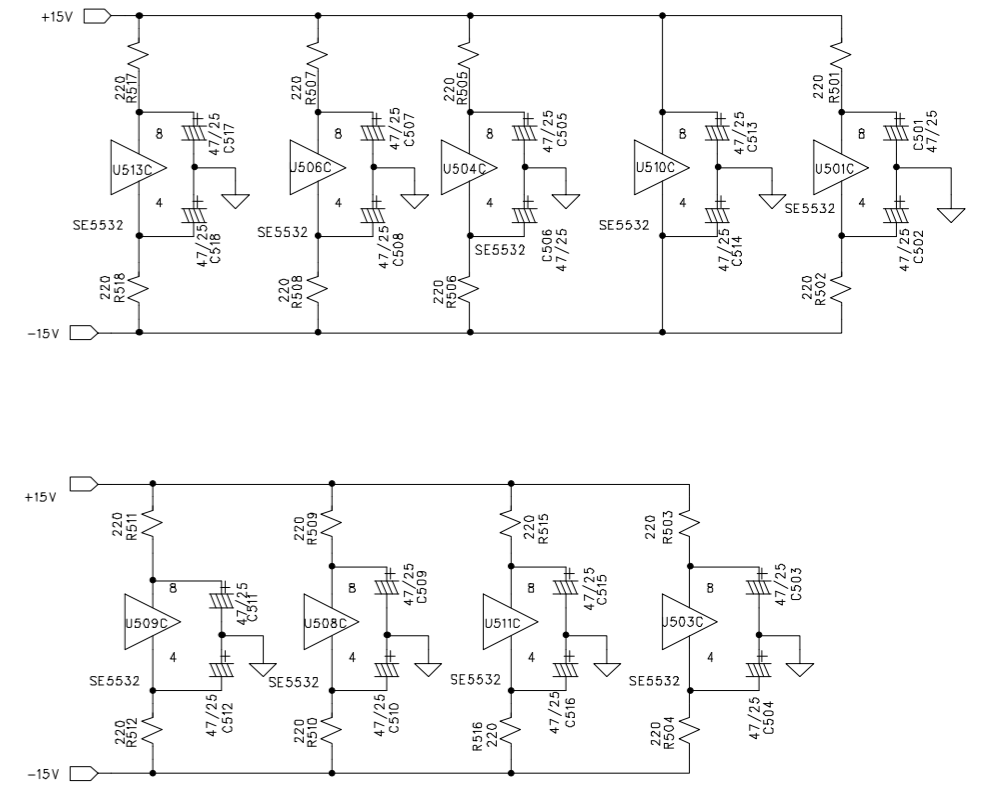 +15V
220
R517
220
R507
220
R505
220
R501
8
47/25
C517
8
47/25
C507
8
47/25
C505
8
47/25
C513
8
C501
47/25
U513C
U506C
U504C
U510C
U501C
4
4
4
4
4
SE5532
47/25
C518
SE5532
47/25
C508
SE5532
C506
47/25
SE5532
47/25
C514
SE5532
47/25
C502
220
R518
220
R508
220
R506
220
R502
-15V
+15V
220
R511
220
R509
220
R515
220
R503
8
47/25
C511
8
47/25
C509
8
47/25
C515
8
47/25
C503
U509C
U508C
U511C
U503C
4
4
4
4
SE5532
47/25
C512
SE5532
47/25
C510
SE5532
47/25
C516
SE5532
47/25
C504
220
R512
220
R510
R516
220
220
R504
-15V